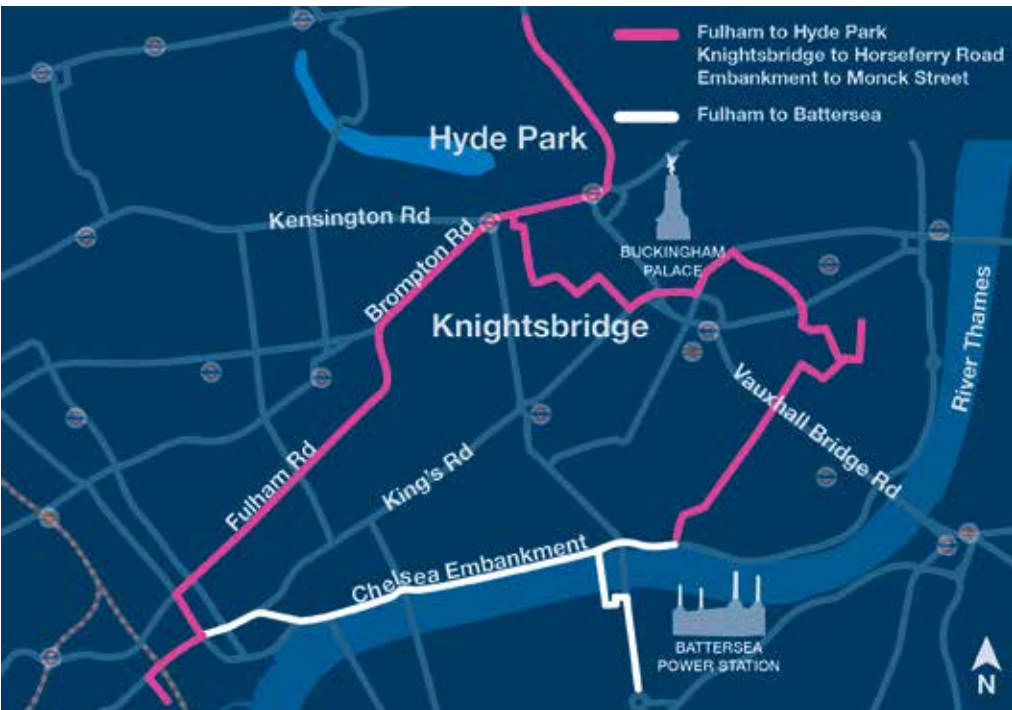 Fulham to Hyde Park
Knightsbridge to Horseferry Road
Embankment to Monck Street
Fulham to Battersea
Hyde Park
Kensington Rd
Brompton Rd
BUCKINGHAM
PALACE
Knightsbridge
River Thames
Vauxhall Bridge Rd
Fulham Rd
King's Rd
Chelsea Embankment
BATTERSEA
POWER STATION
N